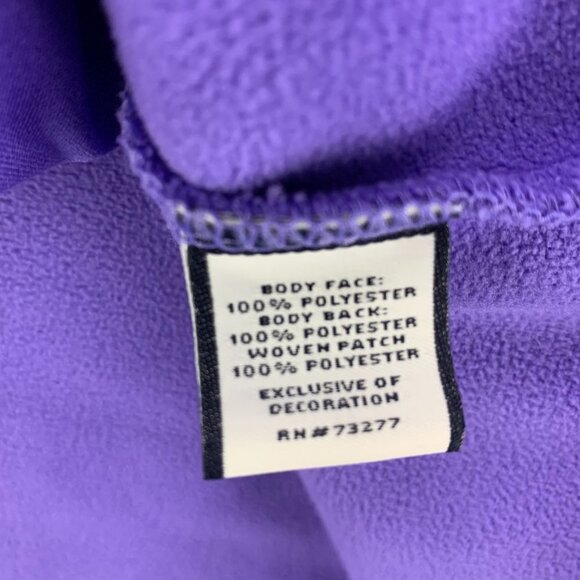 BODY FACE:
100% POLYESTER
BODY BACK:
100% POLYESTER
WOVEN PATCH
100% POLYESTER
EXCLUSIVE OF
DECORATION
RN#73277